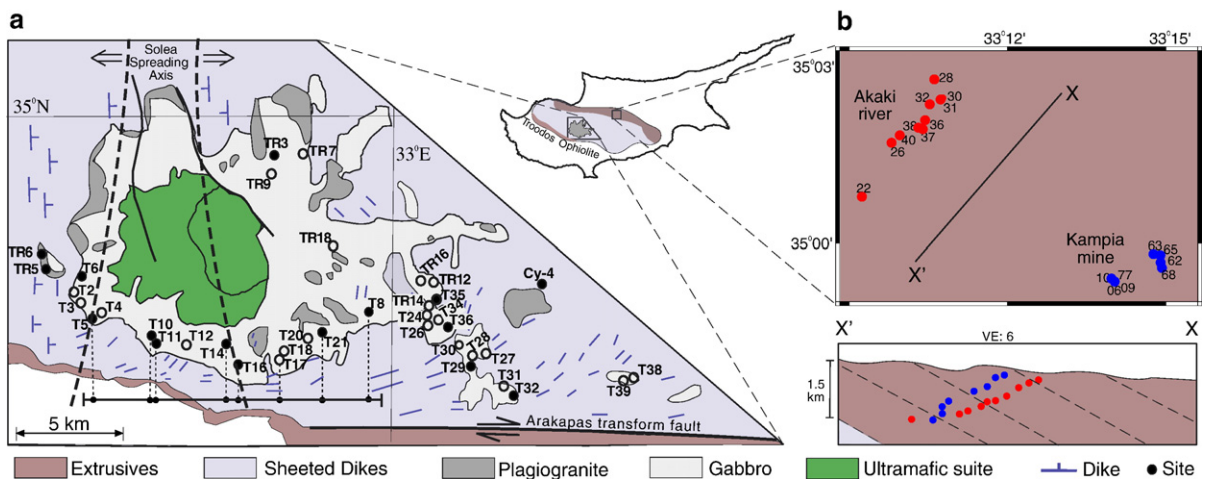 a
b
Solea
Spreading
Axis
35°N
33°E
Troodos Ophiolite
TR3
TR7
TR9
TR18
TR6
TR5
T6
T2
T3
T4
T5
T10
T11
T12
T14
T16
T20
T18
T17
T21
T8
TR16
TR12
TR14
T35
T34
T24
T26
T36
T30
T28
T27
T29
T31
T32
Cy-4
T38
T39
5 km
Arakapas transform fault
33°12'
33°15'
35°03'
35°00'
Akaki
river
28
32
30
31
38
36
37
40
26
22
X
X'
Kampia
mine
63
65
62
68
10
77
06
09
X'
VE: 6
X
1.5
km
Extrusives
Sheeted Dikes
Plagiogranite
Gabbro
Ultramafic suite
Dike
Site